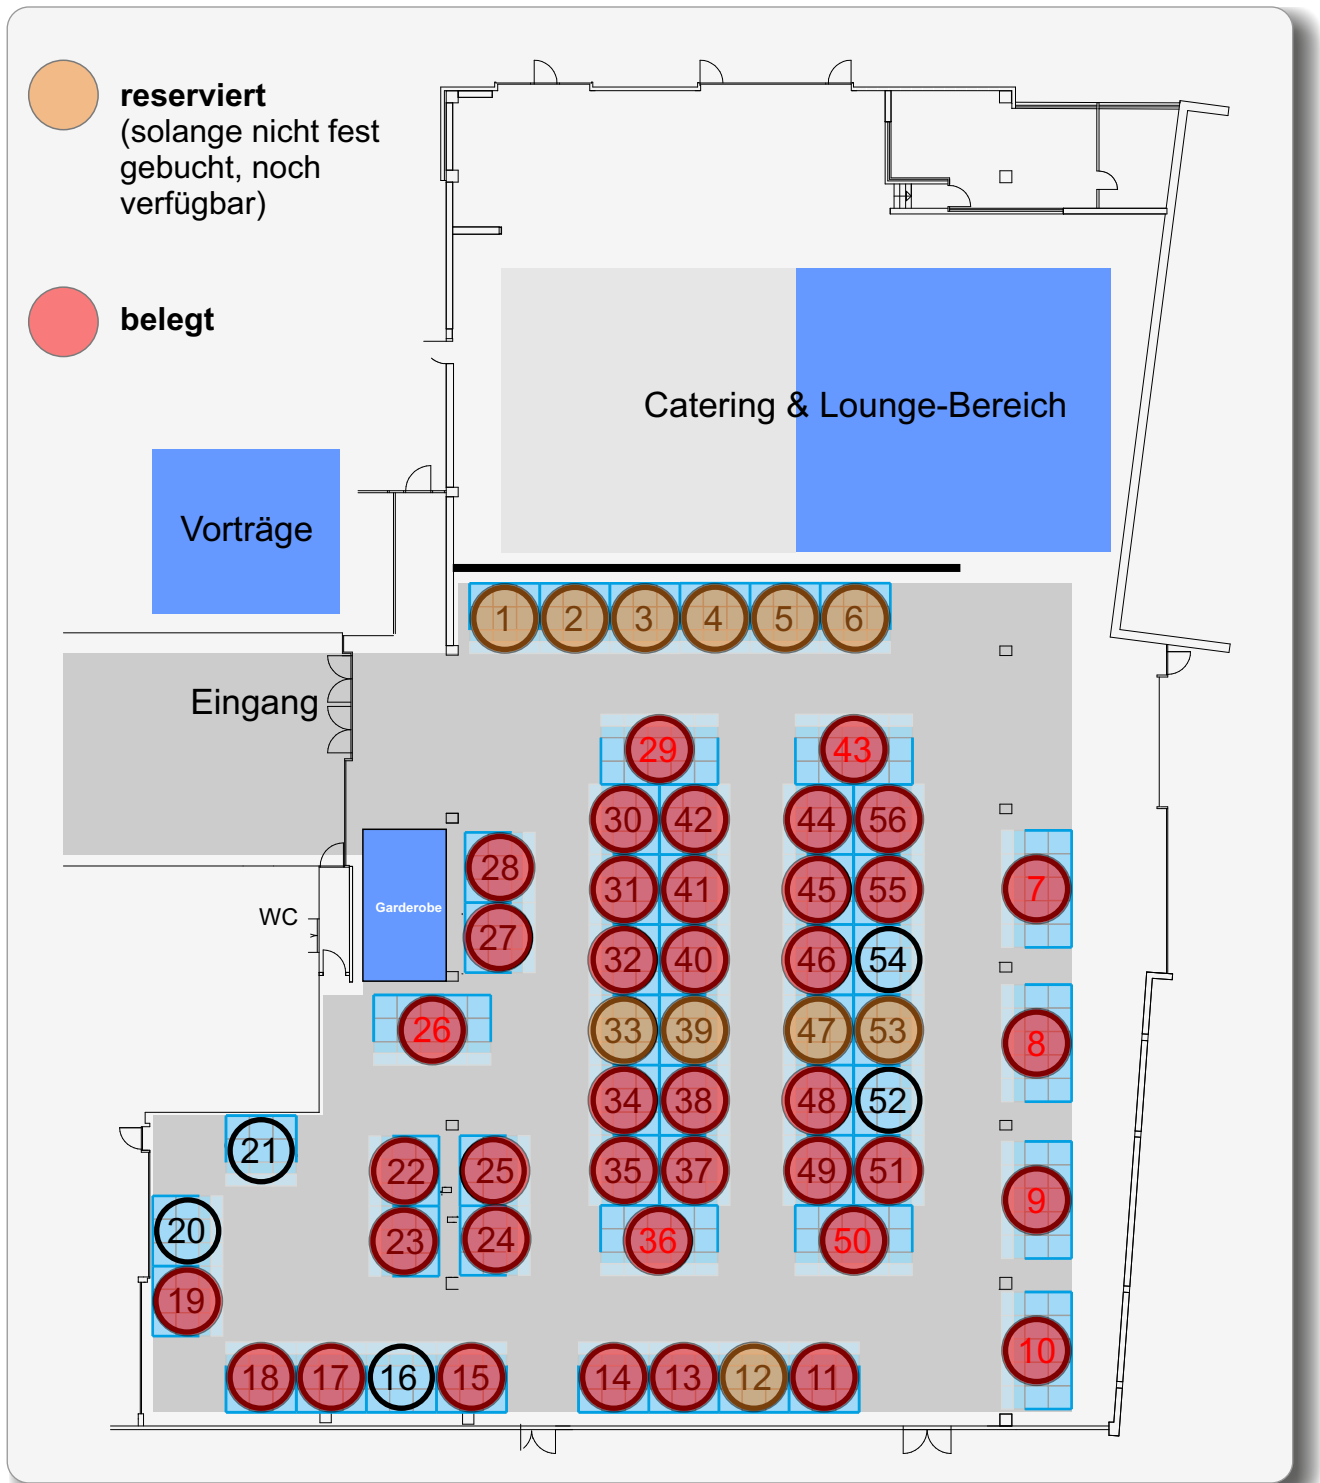 reserviert
(solange nicht fest
gebucht, noch
verfügbar)
belegt
Catering & Lounge-Bereich
Vorträge
1 2 3 4 5 6
Eingang
29 43
30 42 44 56
28
31 41 45 55 7
Garderobe
WC
27
32 40 46 54
26 33 39 47 53 8
34 38 48 52
21
22 25 35 37 49 51
9
20
23 24 36 50
19
10
18 17 16 15 14 13 12 11